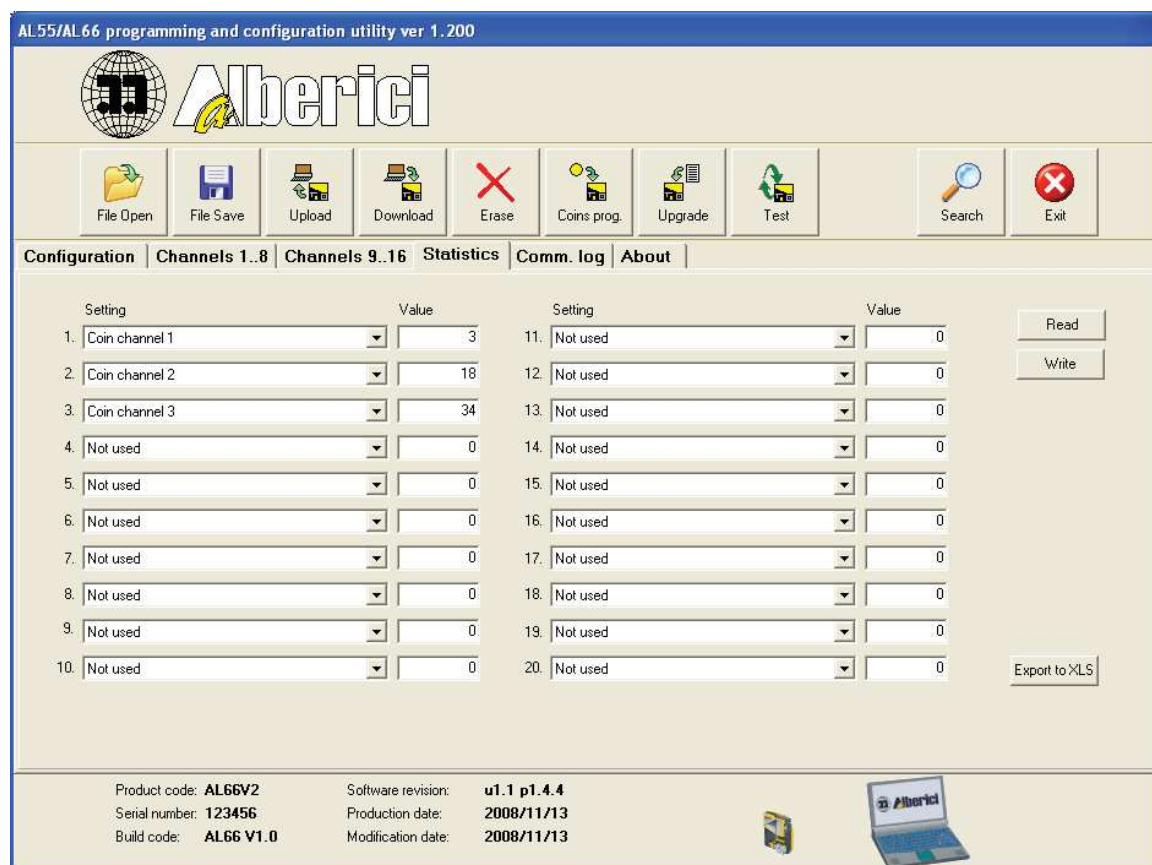 AL55/AL66 programming and configuration utility ver 1.200
Alberici
File Open File Save Upload Download Erase Coins prog. Upgrade Test Search Exit
Configuration Channels 1..8 Channels 9..16 Statistics Comm. log About
Setting Value Setting Value
1. Coin channel 1 3 11. Not used 0 Read
2. Coin channel 2 18 12. Not used 0 Write
3. Coin channel 3 34 13. Not used 0
4. Not used 0 14. Not used 0
5. Not used 0 15. Not used 0
6. Not used 0 16. Not used 0
7. Not used 0 17. Not used 0
8. Not used 0 18. Not used 0
9. Not used 0 19. Not used 0
10. Not used 0 20. Not used 0 Export to XLS
Product code: AL66V2 Software revision: u1.1 p1.4.4
Serial number: 123456 Production date: 2008/11/13
Build code: AL66 V1.0 Modification date: 2008/11/13
Alberici